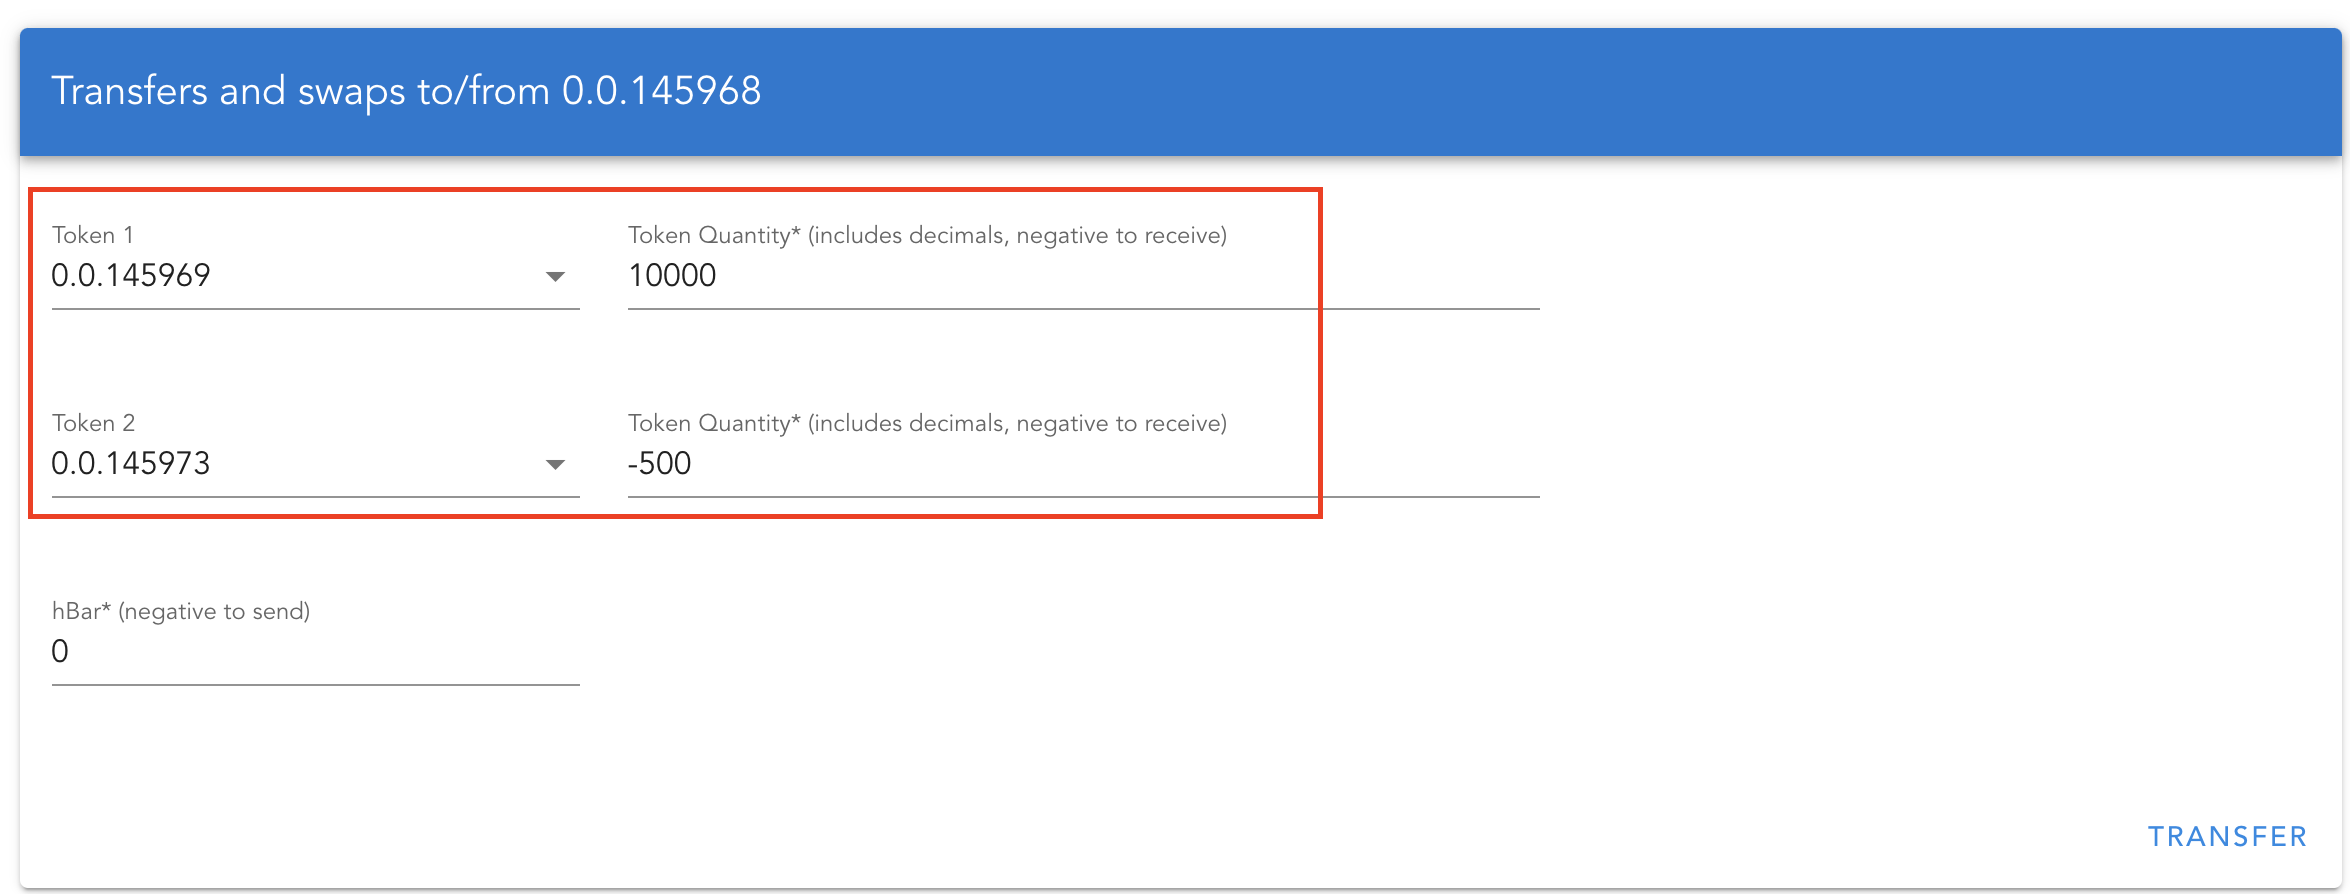 Transfers and swaps to/from 0.0.145968
Token 1
Token Quantity* (includes decimals, negative to receive)
0.0.145969
10000
Token 2
Token Quantity* (includes decimals, negative to receive)
0.0.145973
-500
hBar* (negative to send)
0
TRANSFER